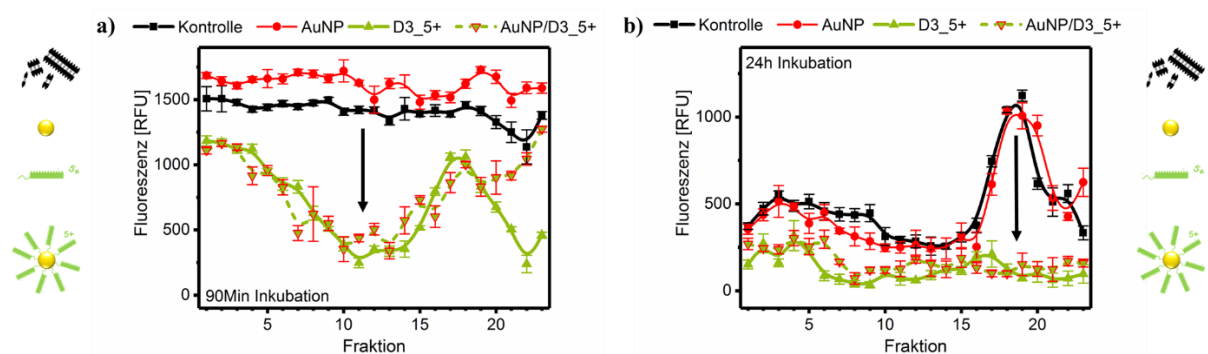 a)
Kontrolle AuNP D3_5+ AuNP/D3_5+
Fluoreszenz [RFU]
1500
1000
500
0
90Min Inkubation
5 10 15 20
Fraktion
5+
b)
Kontrolle AuNP D3_5+ AuNP/D3_5+
24h Inkubation
Fluoreszenz [RFU]
1000
500
0
5 10 15 20
Fraktion
5+